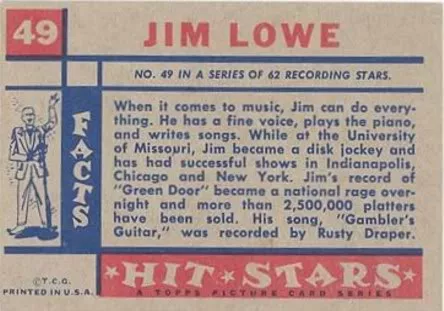 49
JIM LOWE
NO. 49 IN A SERIES OF 62 RECORDING STARS.
FACTS
When it comes to music, Jim can do every-
thing. He has a fine voice, plays the piano,
and writes songs. While at the University
of Missouri, Jim became a disk jockey and
has had successful shows in Indianapolis,
Chicago and New York. Jim's record of
"Green Door" became a national rage over-
night and more than 2,500,000 platters
have been sold. His song, "Gambler's
Guitar," was recorded by Rusty Draper.
©T.C.G.
PRINTED IN U.S.A.
★HIT★STARS★
A TOPPS PICTURE CARD SERIES